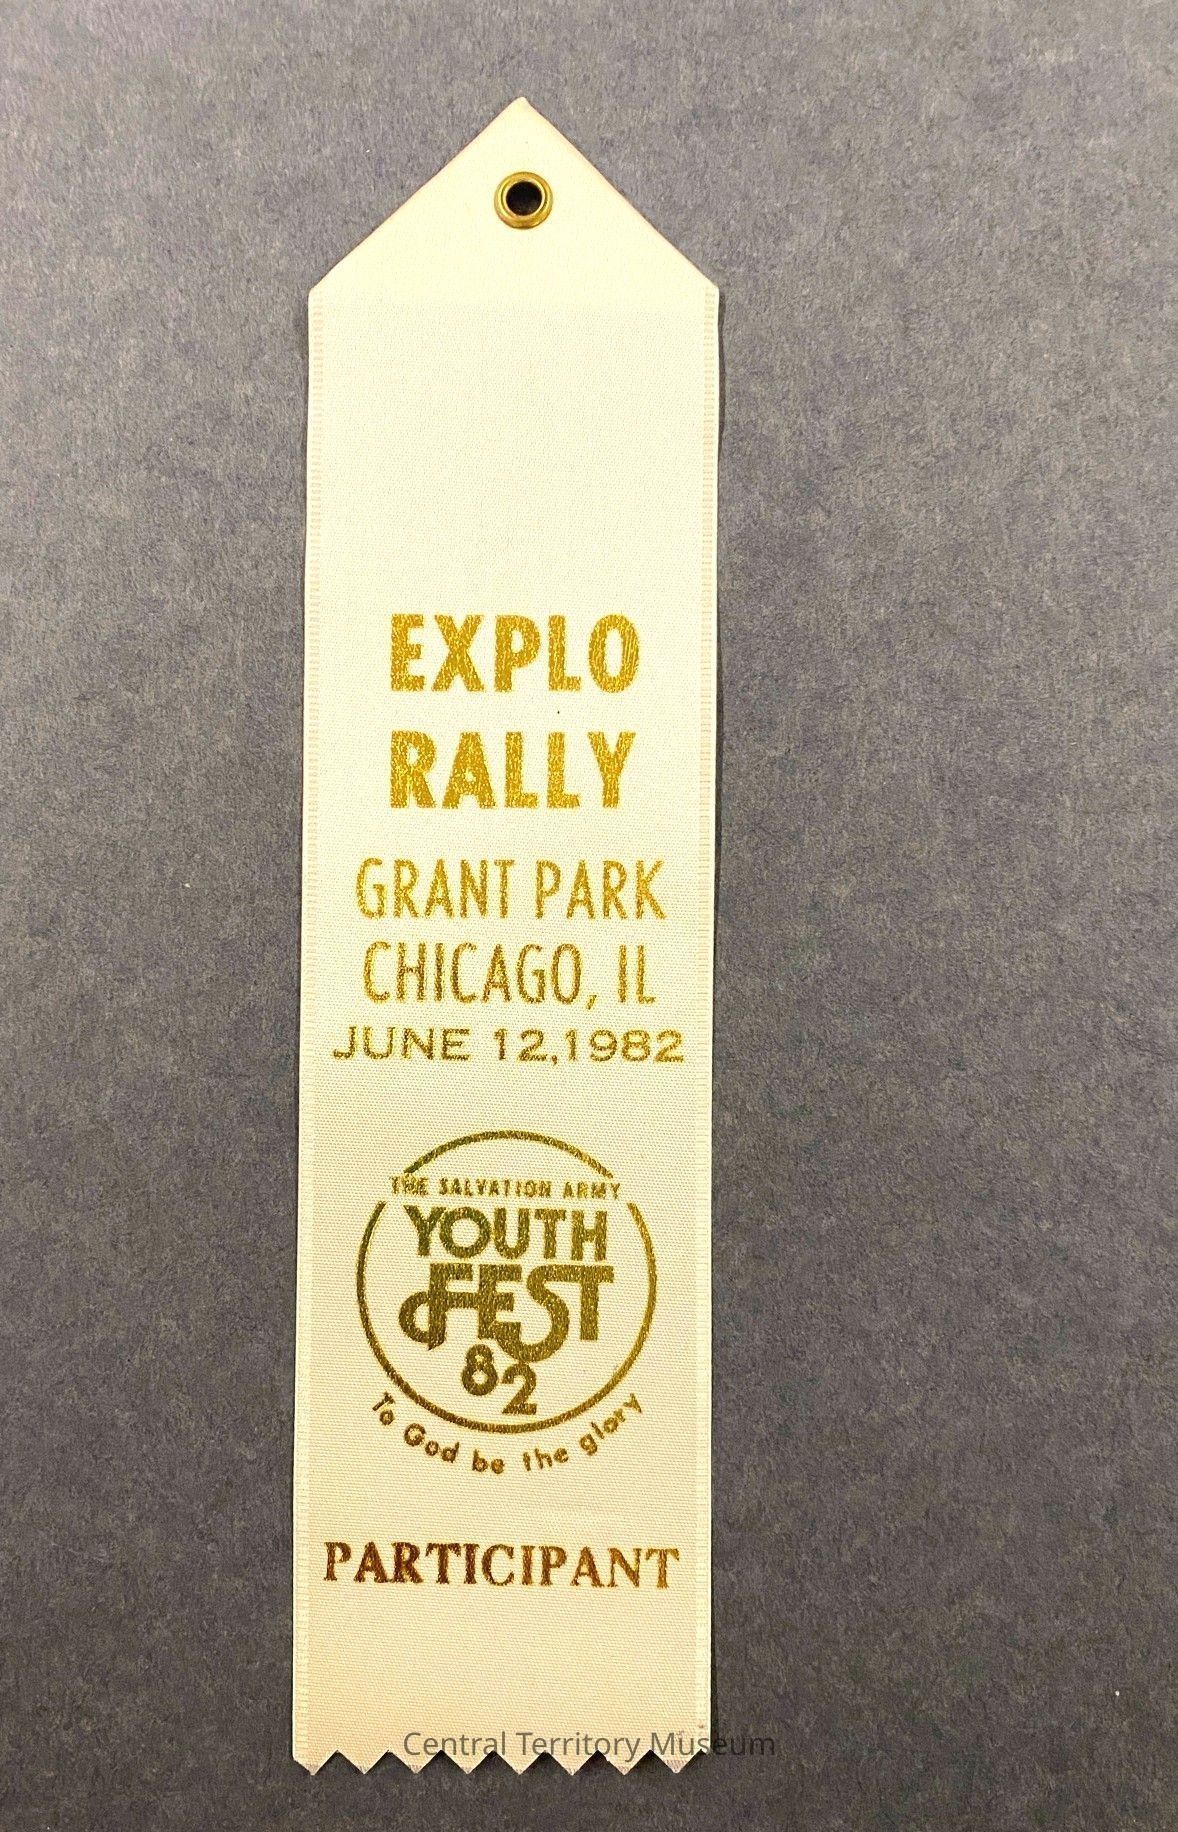 EXPLO
RALLY
GRANT PARK
CHICAGO, IL
JUNE 12,1982
THE SALVATION ARMY
YOUTH
FEST
82
To God be the glory
PARTICIPANT
Central Territory Museum